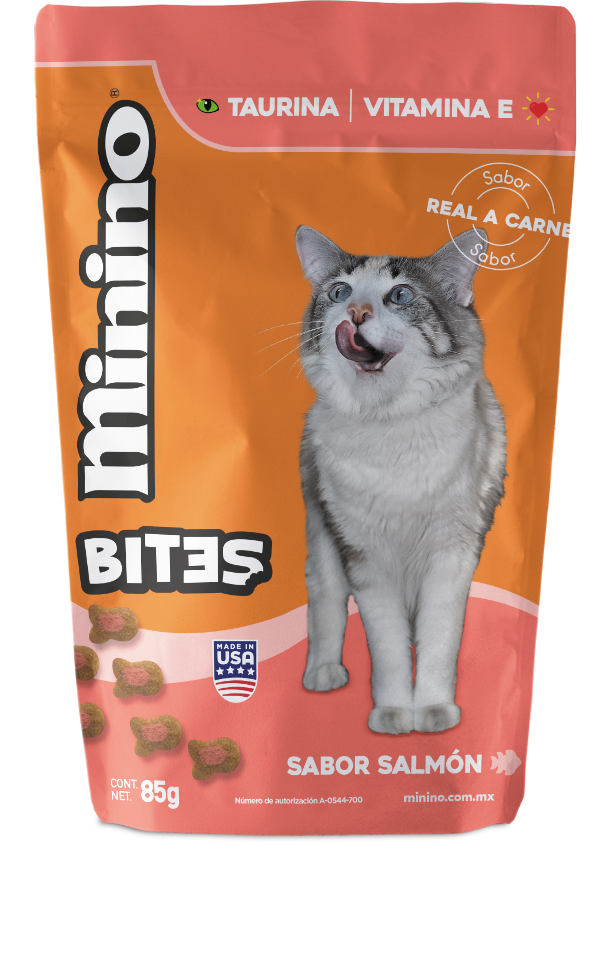 TAURINA | VITAMINA E
Sabor
REAL A CARNE
Sabor
minino®
BITES
MADE IN
USA
SABOR SALMÓN
CONT.
NET. 85g
Número de autorización A-0544-700
minino.com.mx